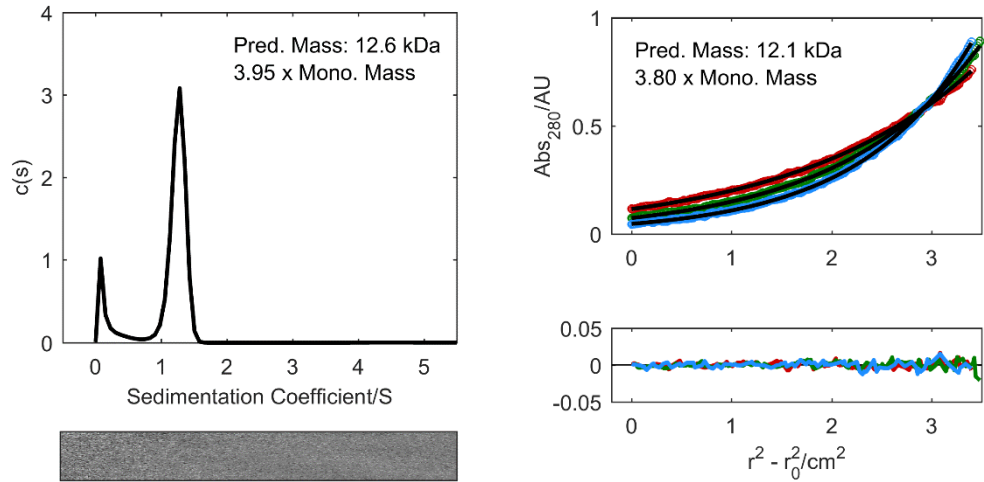 4
3
2
1
0
c(s)
Pred. Mass: 12.6 kDa
3.95 x Mono. Mass
0 1 2 3 4 5
Sedimentation Coefficient/S
1
0.5
0
Abs280/AU
Pred. Mass: 12.1 kDa
3.80 x Mono. Mass
0 1 2 3
0.05
0
-0.05
0 1 2 3
r² - r₀²/cm²